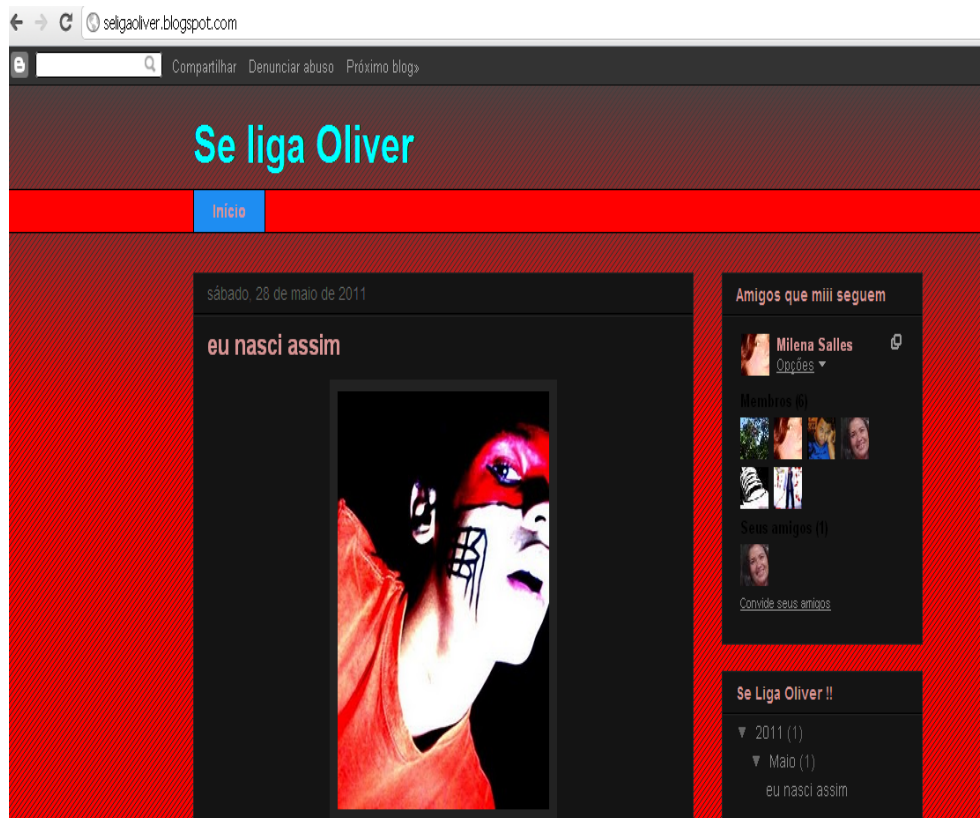 seligaoliver.blogspot.com
Compartilhar Denunciar abuso Próximo blog»
Se liga Oliver
Início
sábado, 28 de maio de 2011
eu nasci assim
Amigos que miii seguem
Milena Salles
Opções ▼
Membros (6)
Seus amigos (1)
Convide seus amigos
Se Liga Oliver !!
▼ 2011 (1)
▼ Maio (1)
eu nasci assim